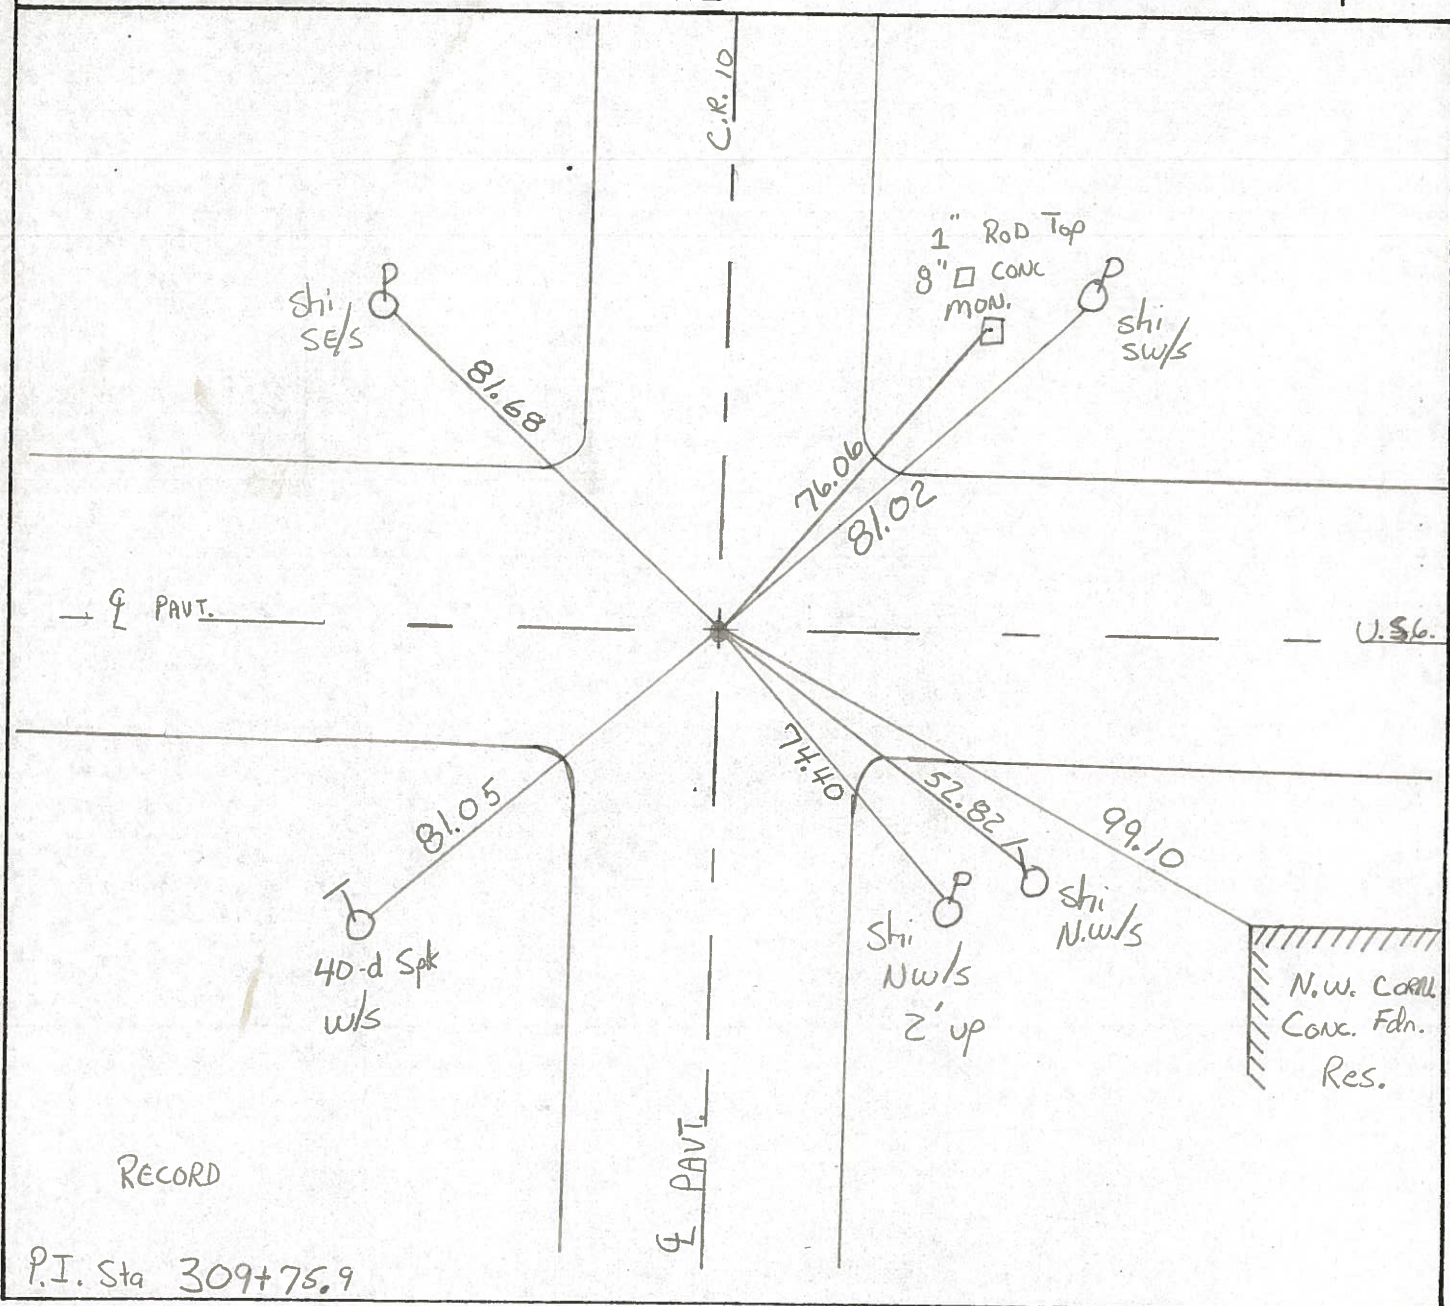 C.R. 10
1" ROD TOP
8" □ CONC
MON.
P
Shi
SE/S
P
Shi
SW/S
81.68
76.06
81.02
℄ PAVT.
74.40
52.82
99.10
81.05
P
Shi
N.W/S
Shi
NW/S
2' UP
40-d Spk
W/S
N.W. CORN.
CONC. Fdn.
Res.
℄ PAVT.
RECORD
P.I. Sta 309+75.9